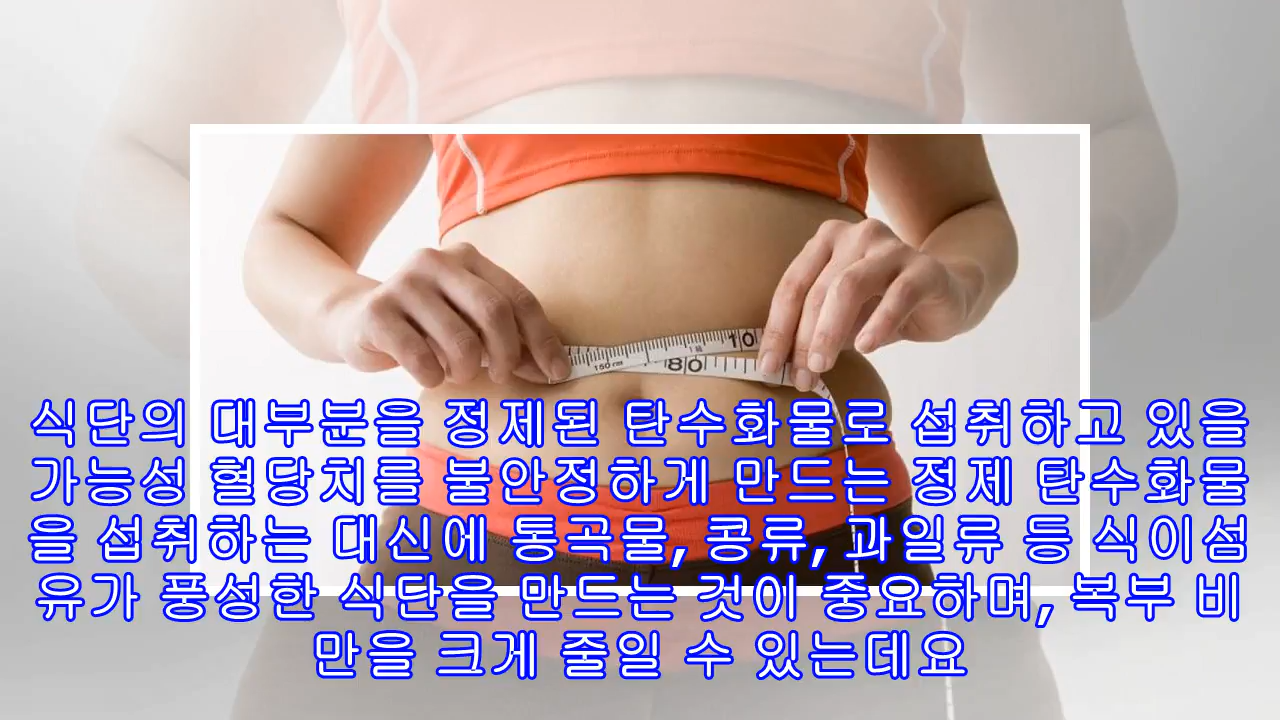 10
150 cm
80
식단의 대부분을 정제된 탄수화물로 섭취하고 있을
가능성 혈당치를 불안정하게 만드는 정제 탄수화물
을 섭취하는 대신에 통곡물, 콩류, 과일류 등 식이섬
유가 풍성한 식단을 만드는 것이 중요하며, 복부 비
만을 크게 줄일 수 있는데요